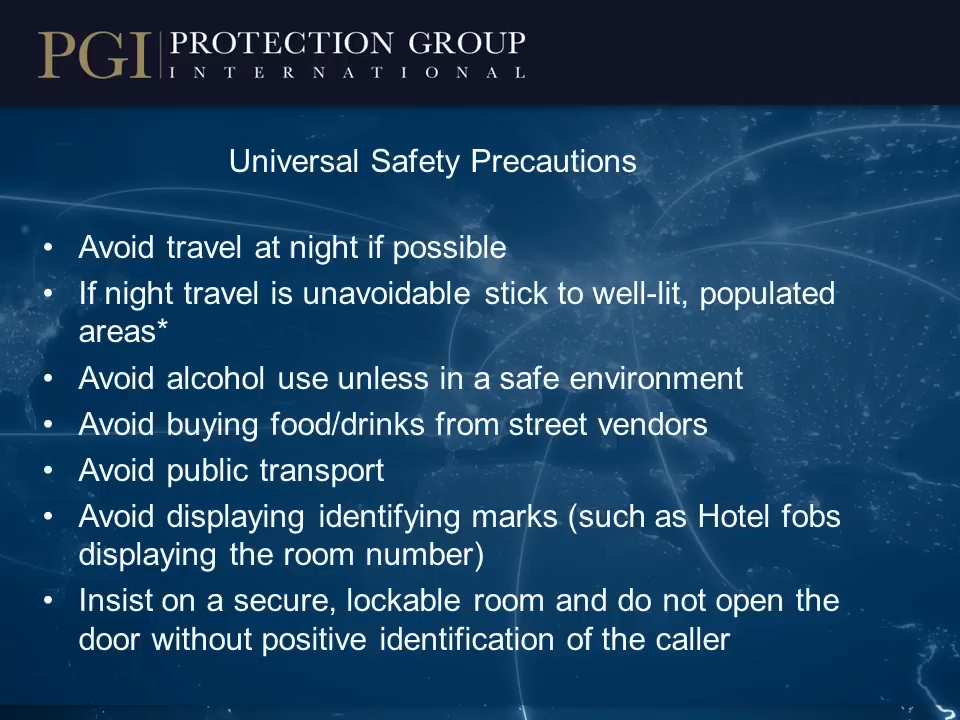 PGI PROTECTION GROUP
INTERNATIONAL
Universal Safety Precautions
• Avoid travel at night if possible
• If night travel is unavoidable stick to well-lit, populated
areas*
• Avoid alcohol use unless in a safe environment
• Avoid buying food/drinks from street vendors
• Avoid public transport
• Avoid displaying identifying marks (such as Hotel fobs
displaying the room number)
• Insist on a secure, lockable room and do not open the
door without positive identification of the caller